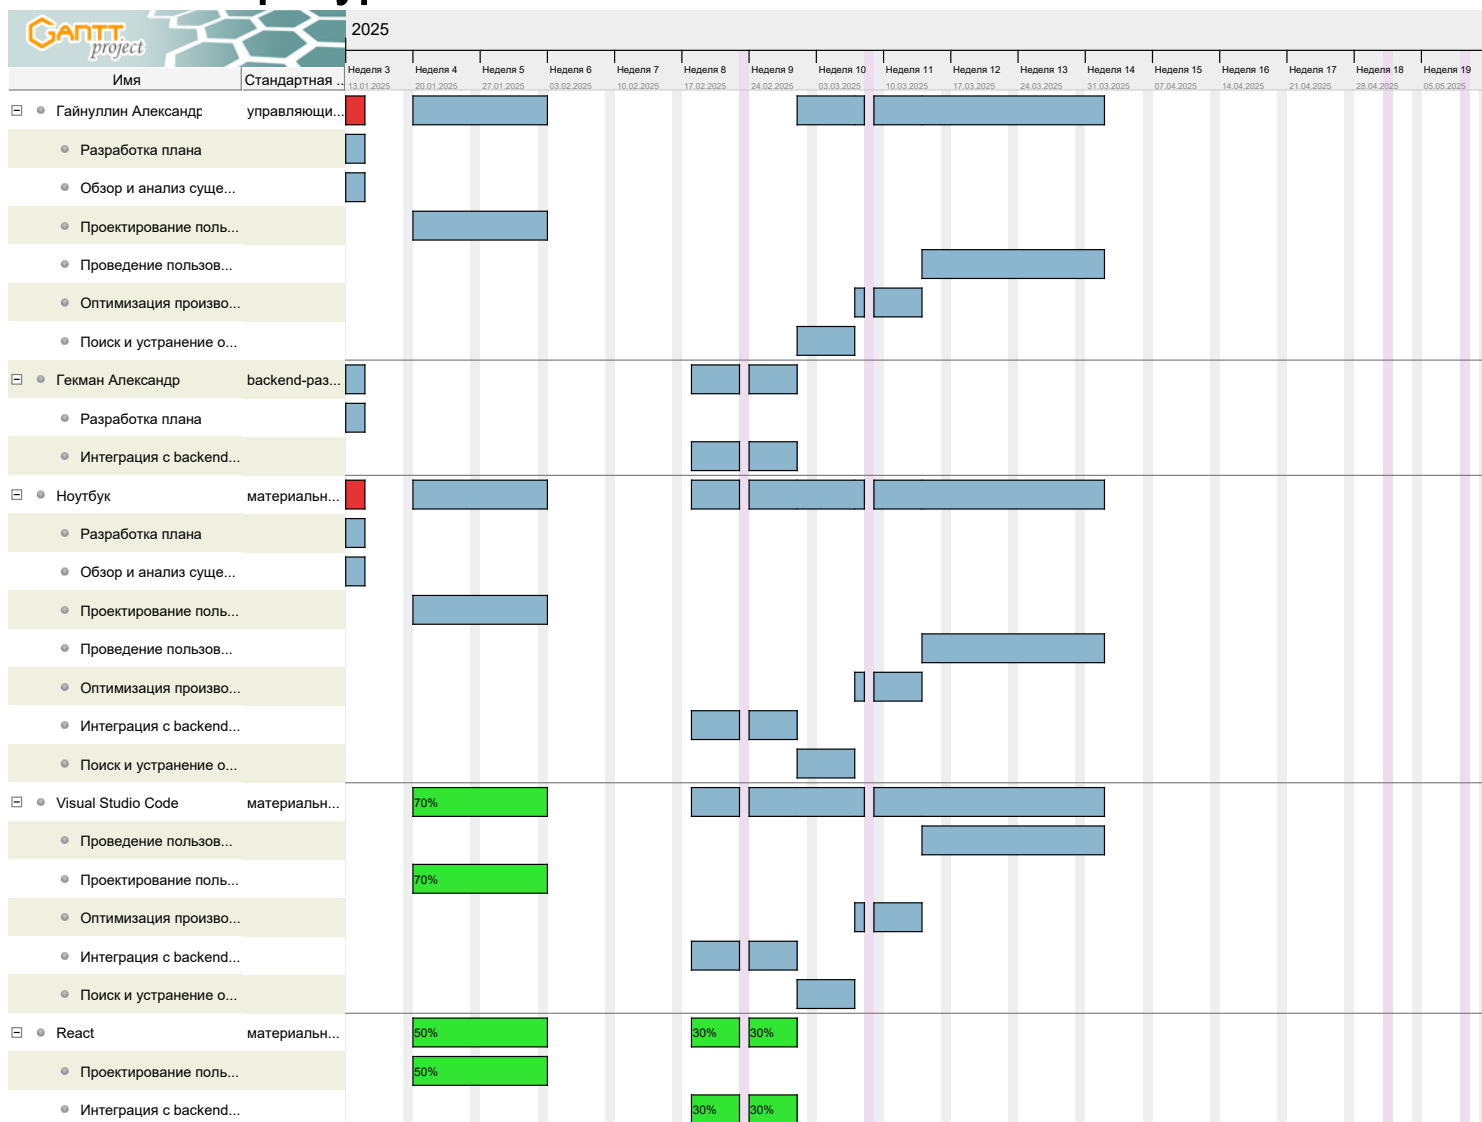 GANTT
project
2025
Имя Стандартная ..
Неделя 3 Неделя 4 Неделя 5 Неделя 6 Неделя 7 Неделя 8 Неделя 9 Неделя 10 Неделя 11 Неделя 12 Неделя 13 Неделя 14 Неделя 15 Неделя 16 Неделя 17 Неделя 18 Неделя 19
13.01.2025 20.01.2025 27.01.2025 03.02.2025 10.02.2025 17.02.2025 24.02.2025 03.03.2025 10.03.2025 17.03.2025 24.03.2025 31.03.2025 07.04.2025 14.04.2025 21.04.2025 28.04.2025 05.05.2025
Гайнуллин Александр управляющи...
Разработка плана
Обзор и анализ суще...
Проектирование поль...
Проведение пользов...
Оптимизация произво...
Поиск и устранение о...
Гекман Александр backend-раз...
Разработка плана
Интеграция с backend...
Ноутбук материальн...
Разработка плана
Обзор и анализ суще...
Проектирование поль...
Проведение пользов...
Оптимизация произво...
Интеграция с backend...
Поиск и устранение о...
Visual Studio Code материальн... 70%
Проведение пользов...
Проектирование поль... 70%
Оптимизация произво...
Интеграция с backend...
Поиск и устранение о...
React материальн... 50% 30% 30%
Проектирование поль... 50%
Интеграция с backend... 30% 30%